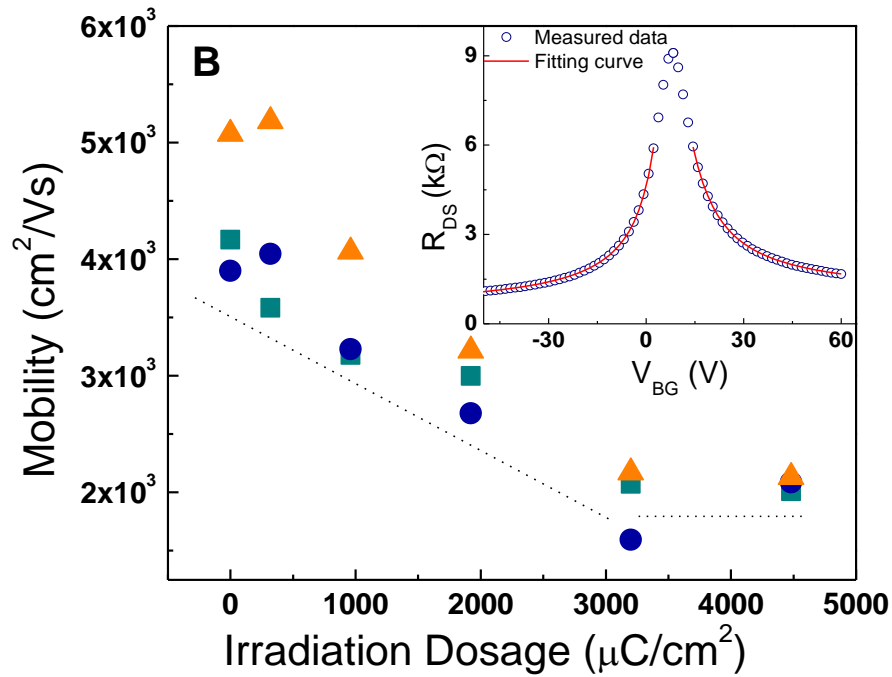 B
6x10³
5x10³
4x10³
3x10³
2x10³
Mobility (cm²/Vs)
0 1000 2000 3000 4000 5000
Irradiation Dosage (μC/cm²)
Measured data
Fitting curve
9
6
3
0
R_DS (kΩ)
-30 0 30 60
V_BG (V)